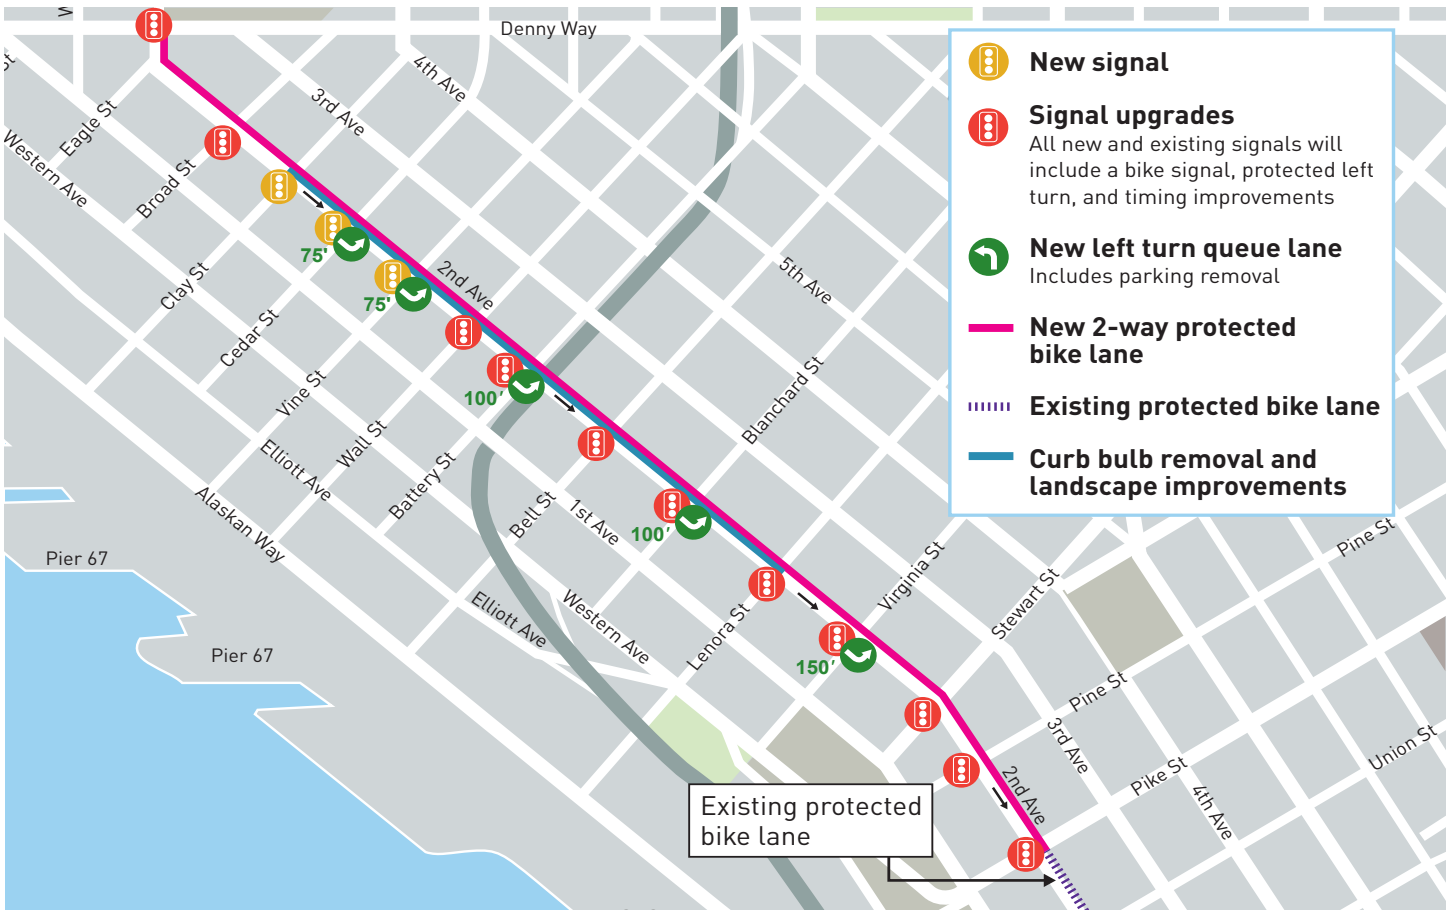 Denny Way
4th Ave
3rd Ave
Eagle St
Western Ave
Broad St
75'
Clay St
2nd Ave
75'
5th Ave
Cedar St
Vine St
100'
Blanchard St
Wall St
Elliott Ave
Battery St
Alaskan Way
Bell St
1st Ave
100'
Pier 67
Virginia St
Stewart St
Pine St
Elliott Ave
Western Ave
Lenora St
Pier 67
150'
Pine St
3rd Ave
Union St
Pike St
2nd Ave
4th Ave
Existing protected
bike lane
New signal
Signal upgrades
All new and existing signals will
include a bike signal, protected left
turn, and timing improvements
New left turn queue lane
Includes parking removal
New 2-way protected
bike lane
Existing protected bike lane
Curb bulb removal and
landscape improvements